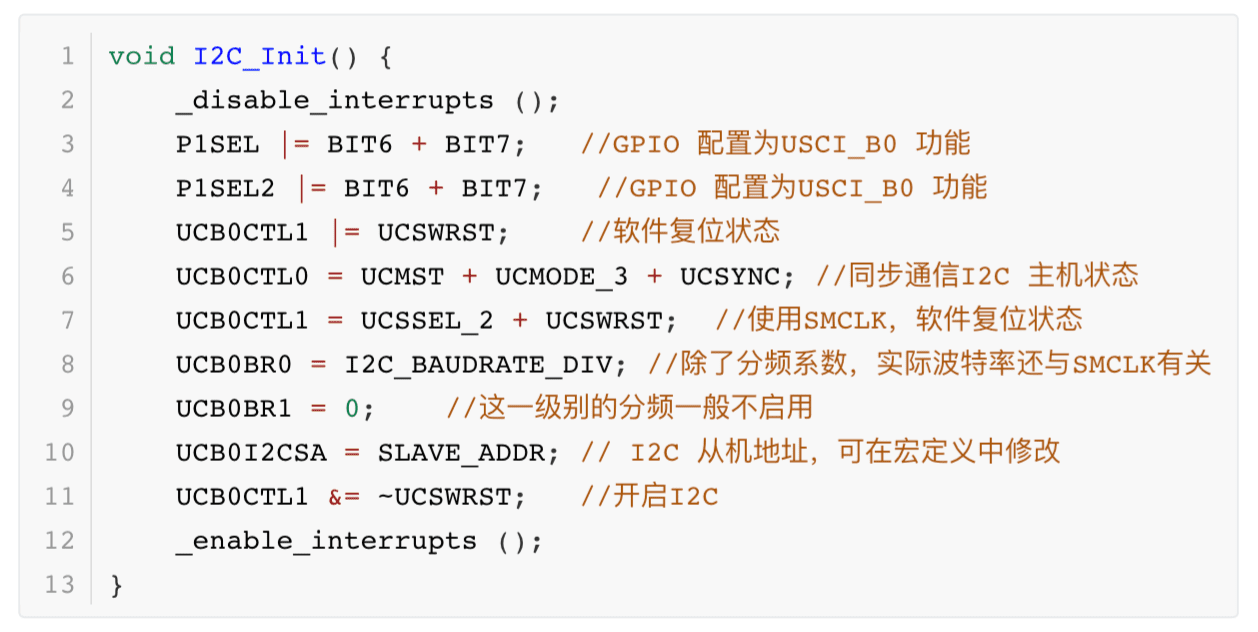 1 void I2C_Init() {
2 _disable_interrupts ();
3 P1SEL |= BIT6 + BIT7; //GPIO 配置为USCI_B0 功能
4 P1SEL2 |= BIT6 + BIT7; //GPIO 配置为USCI_B0 功能
5 UCB0CTL1 |= UCSWRST; //软件复位状态
6 UCB0CTL0 = UCMST + UCMODE_3 + UCSYNC; //同步通信I2C 主机状态
7 UCB0CTL1 = UCSSEL_2 + UCSWRST; //使用SMCLK，软件复位状态
8 UCB0BR0 = I2C_BAUDRATE_DIV; //除了分频系数，实际波特率还与SMCLK有关
9 UCB0BR1 = 0; //这一级别的分频一般不启用
10 UCB0I2CSA = SLAVE_ADDR; // I2C 从机地址，可在宏定义中修改
11 UCB0CTL1 &= ~UCSWRST; //开启I2C
12 _enable_interrupts ();
13 }